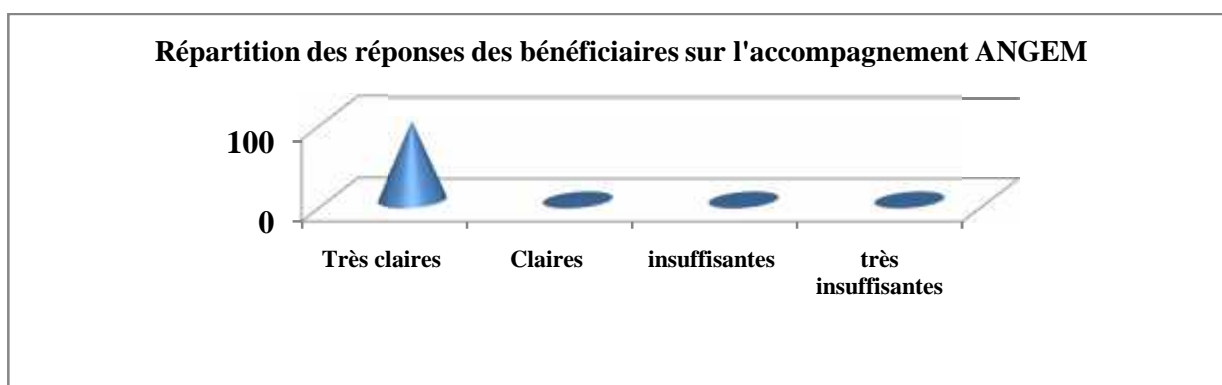 Répartition des réponses des bénéficiaires sur l'accompagnement ANGEM
100
0
Très claires
Claires
insuffisantes
très
insuffisantes